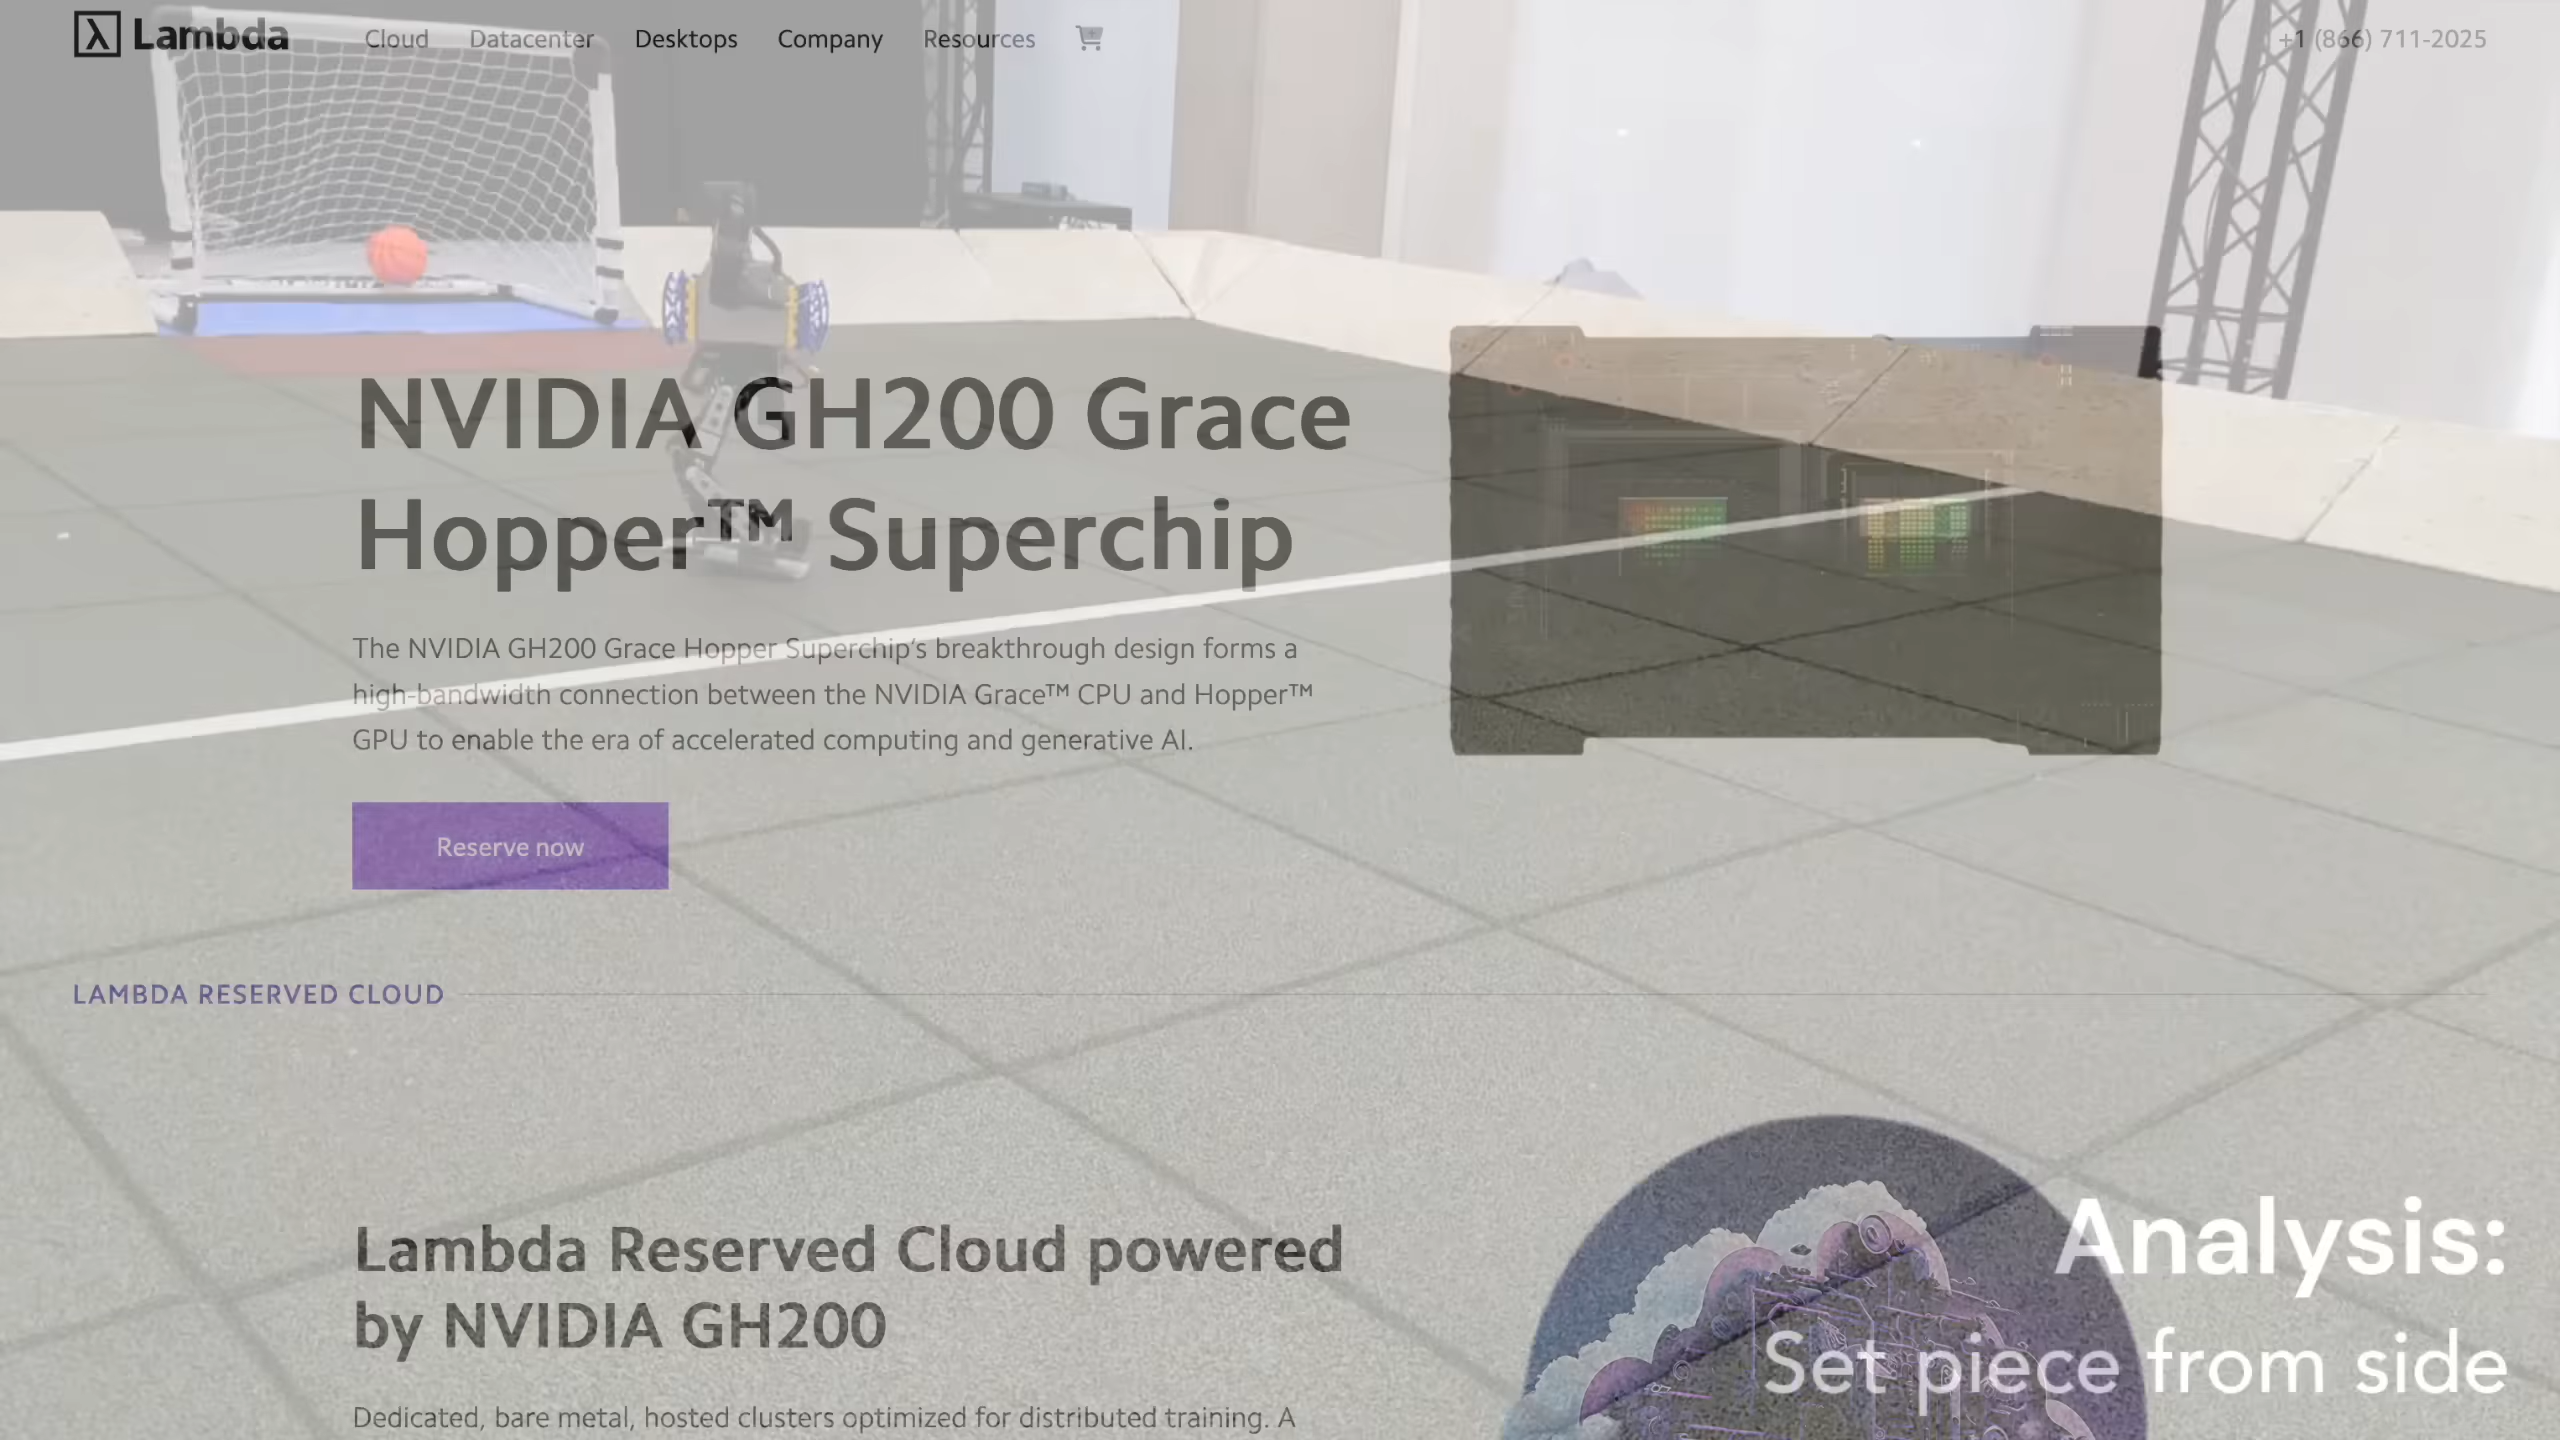 Lambda
Cloud Datacenter Desktops Company Resources
+1 (866) 711-2025
NVIDIA GH200 Grace
Hopper™ Superchip
The NVIDIA GH200 Grace Hopper Superchip's breakthrough design forms a
high-bandwidth connection between the NVIDIA Grace™ CPU and Hopper™
GPU to enable the era of accelerated computing and generative AI.
Reserve now
LAMBDA RESERVED CLOUD
Lambda Reserved Cloud powered
by NVIDIA GH200
Dedicated, bare metal, hosted clusters optimized for distributed training. A
Analysis:
Set piece from side